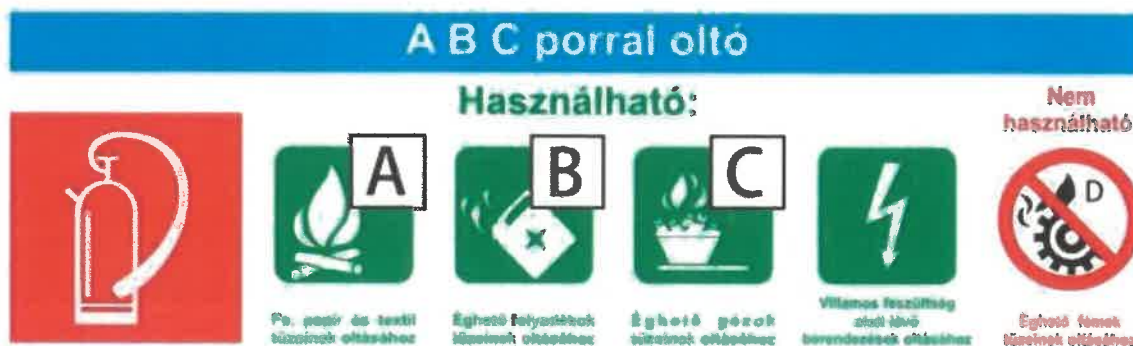 A B C porral oltó
Használható:
Nem
használható
A
B
C
D
Fa, papír és textil
tüzeinek oltásához
Éghető folyadékok
tüzeinek oltásához
Éghető gázok
tüzeinek oltásához
Villamos feszültség
alatt lévő
berendezések oltásához
Éghető fémek
tüzeinek oltásához